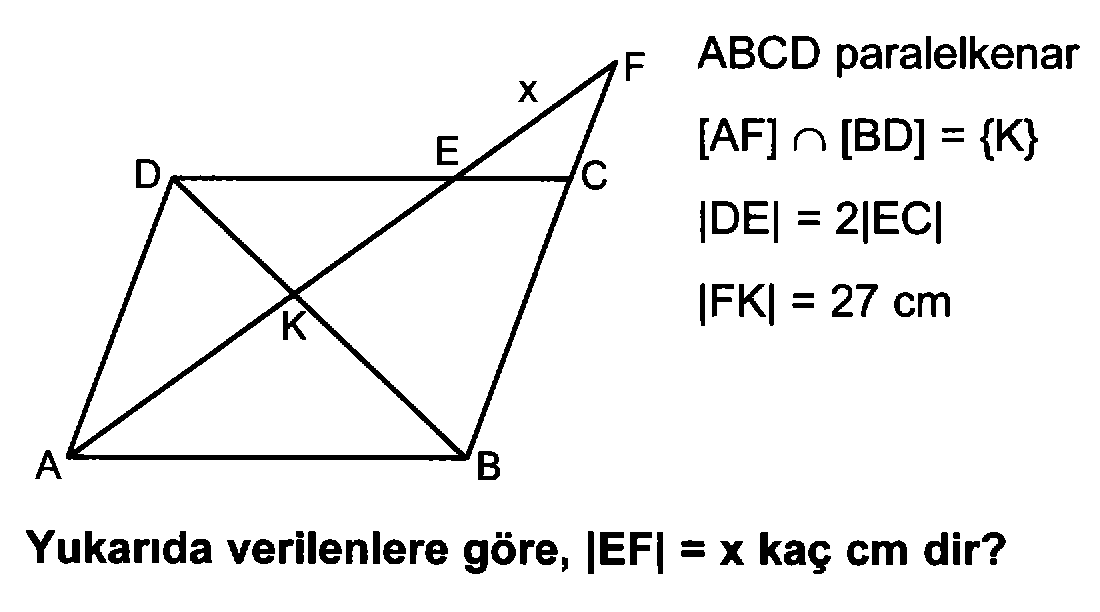 F
x
E
D
C
K
A
B
ABCD paralelkenar
[AF] ∩ [BD] = {K}
|DE| = 2|EC|
|FK| = 27 cm
Yukarıda verilenlere göre, |EF| = x kaç cm dir?